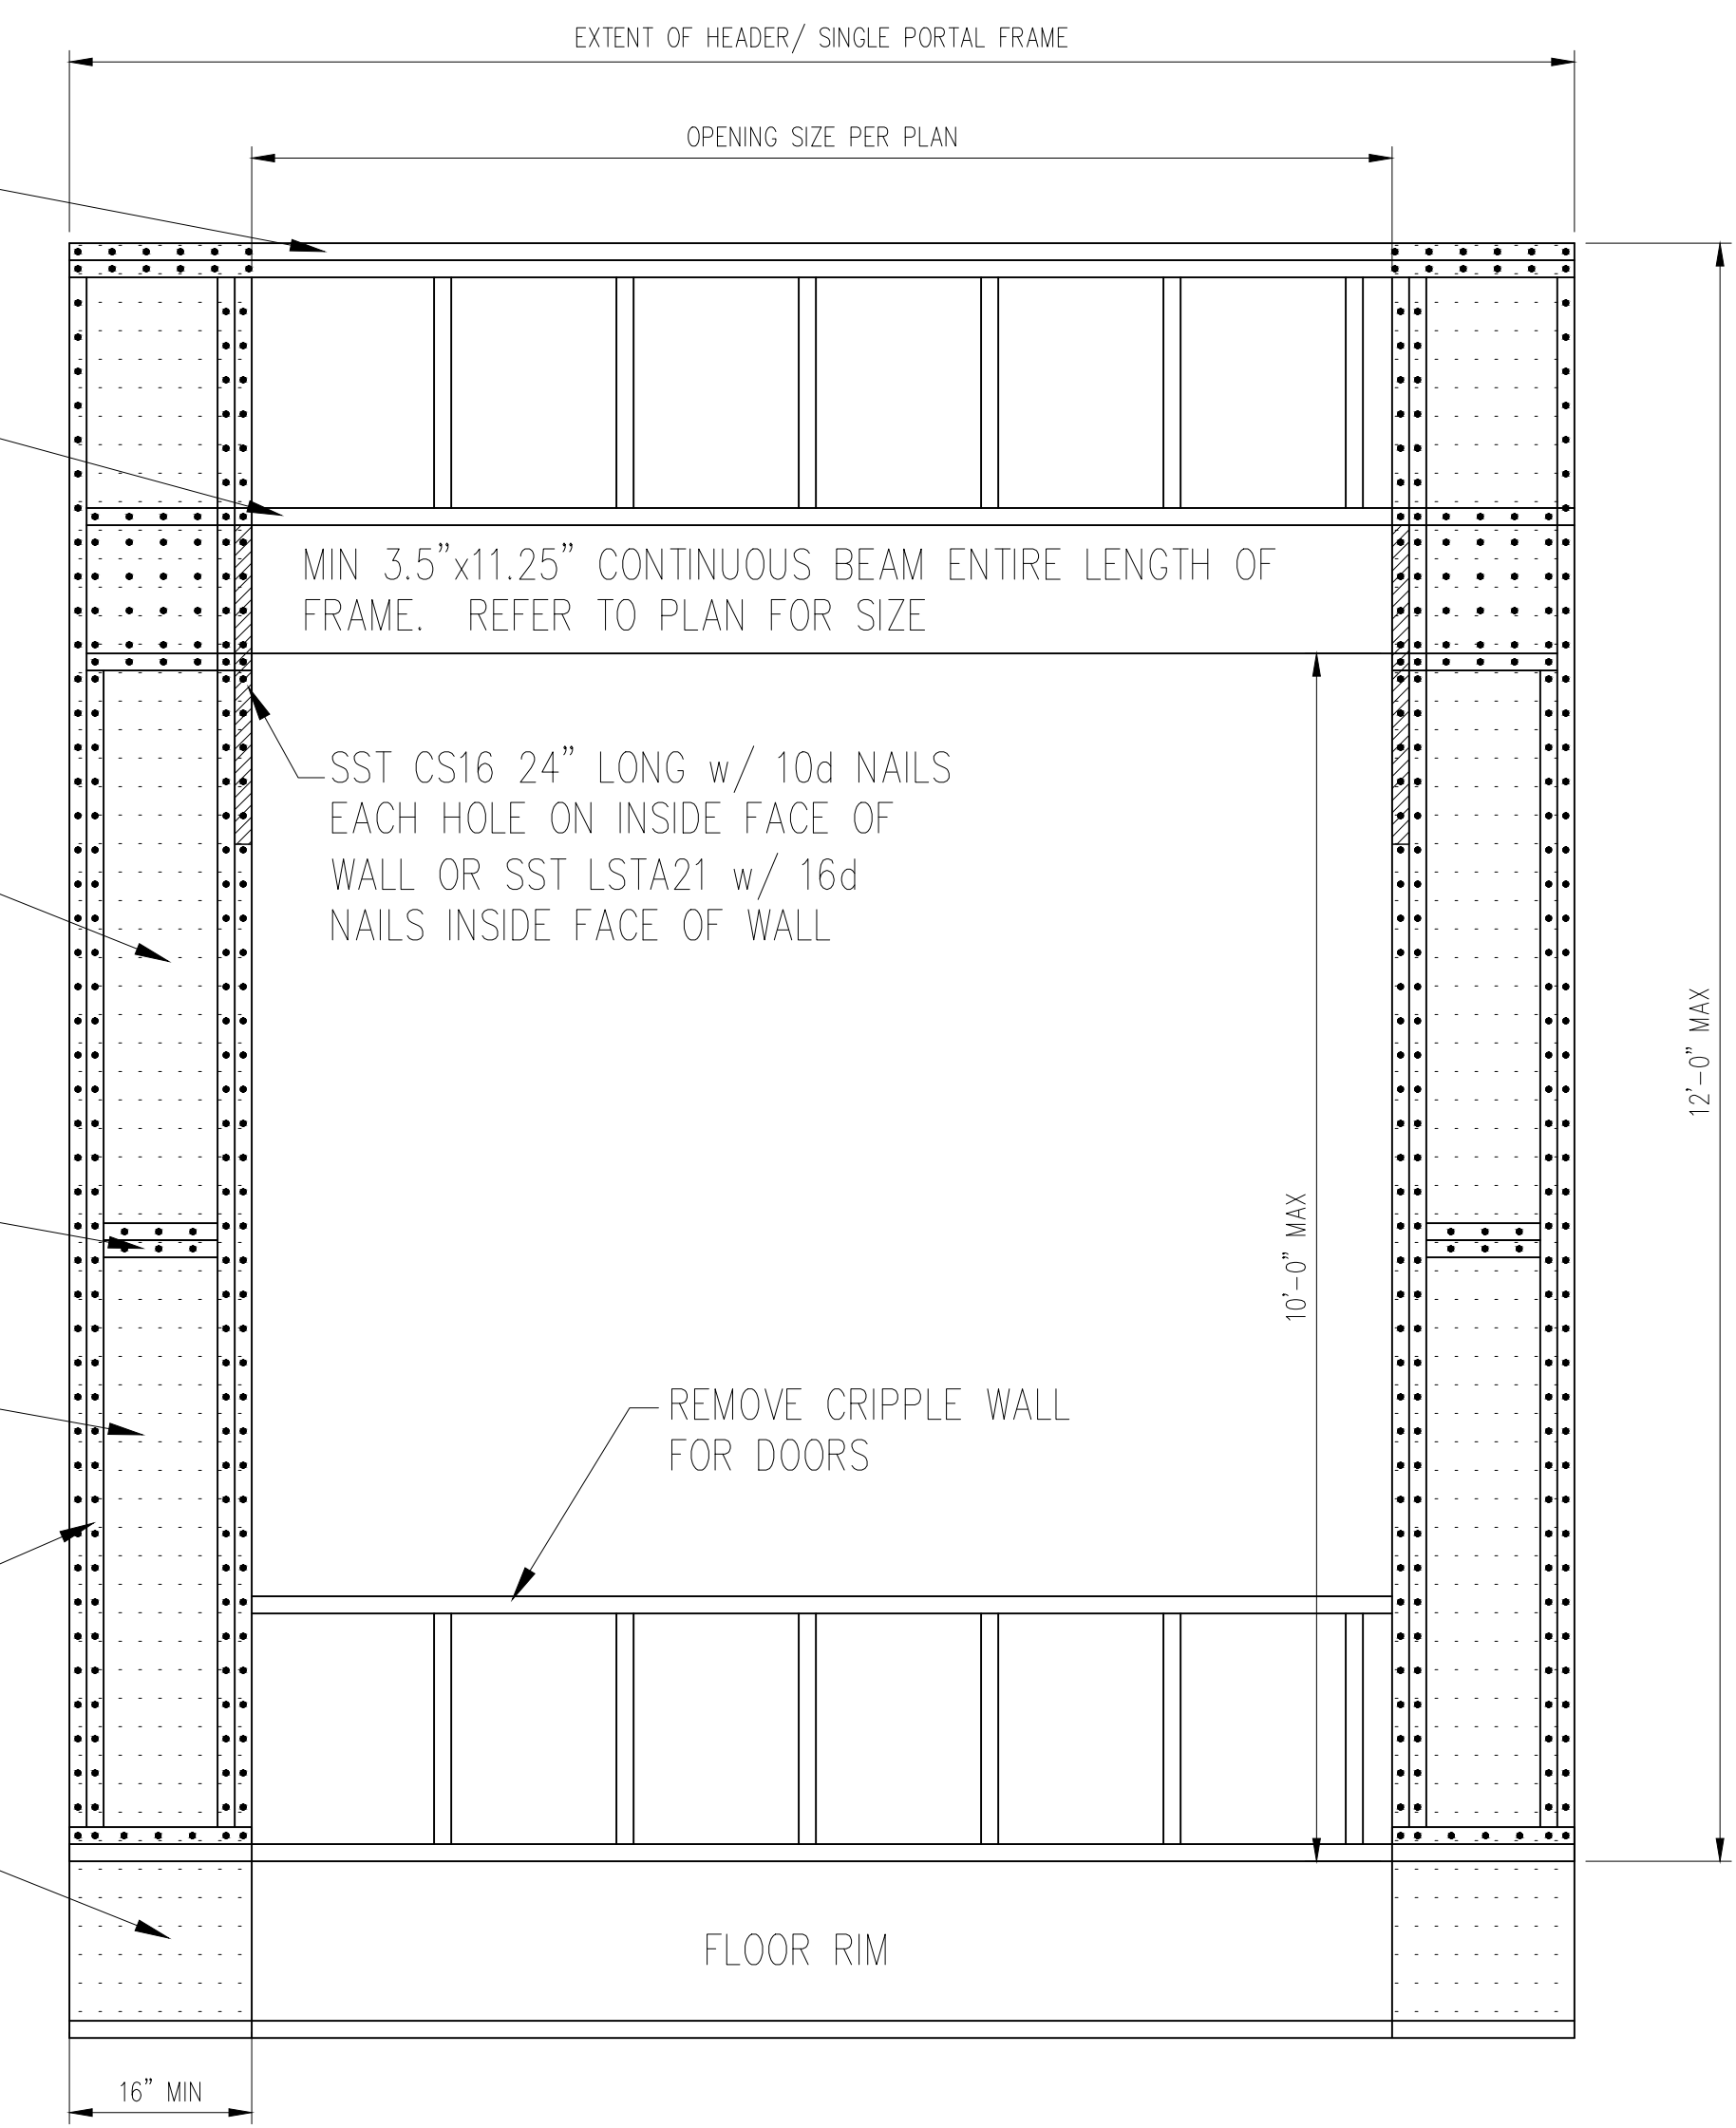 EXTENT OF HEADER/ SINGLE PORTAL FRAME
OPENING SIZE PER PLAN
MIN 3.5”x11.25” CONTINUOUS BEAM ENTIRE LENGTH OF
FRAME. REFER TO PLAN FOR SIZE
SST CS16 24” LONG w/ 10d NAILS
EACH HOLE ON INSIDE FACE OF
WALL OR SST LSTA21 w/ 16d
NAILS INSIDE FACE OF WALL
12’-0” MAX
10’-0” MAX
REMOVE CRIPPLE WALL
FOR DOORS
FLOOR RIM
16” MIN